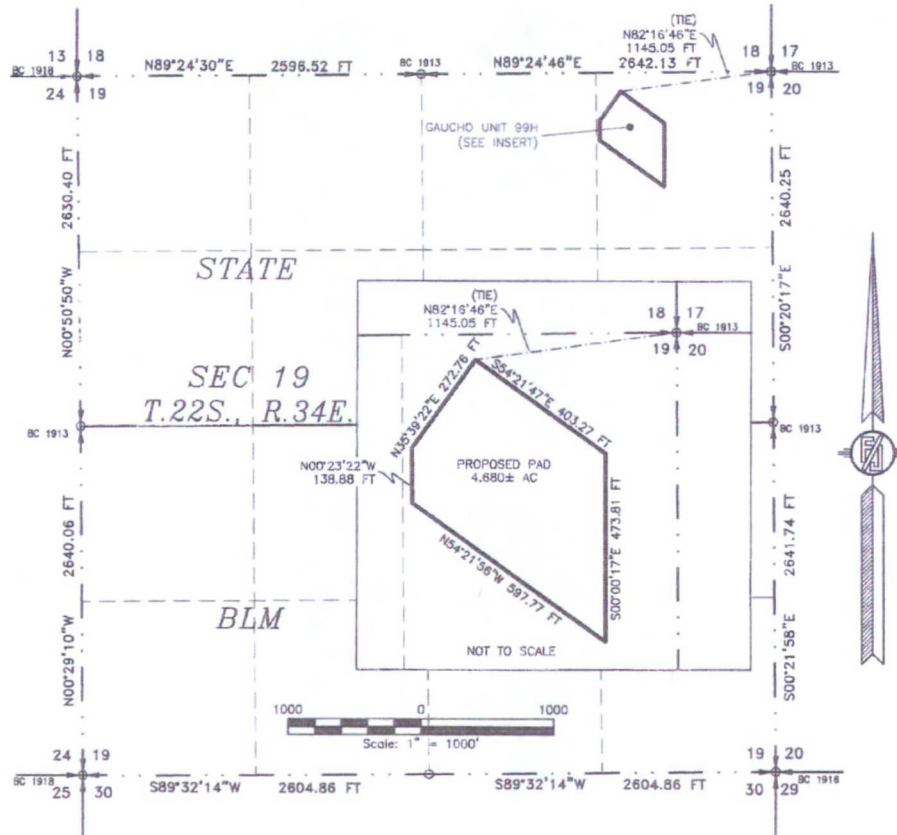 (TIE)
N82°16'46"E
1145.05 FT
13 18
BC 1918
24 19
N89°24'30"E 2596.52 FT
BC 1913
N89°24'46"E 2642.13 FT
18 17
BC 1913
19 20
GAUCHO UNIT 99H
(SEE INSERT)
2630.40 FT
N00°50'50"W
2640.25 FT
S00°20'17"E
STATE
(TIE)
N82°16'46"E
1145.05 FT
18 17
BC 1913
19 20
SEC 19
T.22S., R.34E.
BC 1913
BC 1913
N35°39'22"E 272.76 FT
S54°21'47"E 403.27 FT
N00°23'22"W
138.88 FT
PROPOSED PAD
4.680± AC
S00°00'17"E 473.81 FT
N54°21'56"W 597.77 FT
NOT TO SCALE
2640.06 FT
N00°29'10"W
2641.74 FT
S00°21'58"E
BLM
1000 0 1000
Scale: 1" = 1000'
24 19
BC 1918
25 30
S89°32'14"W 2604.86 FT
S89°32'14"W 2604.86 FT
19 20
BC 1918
30 29